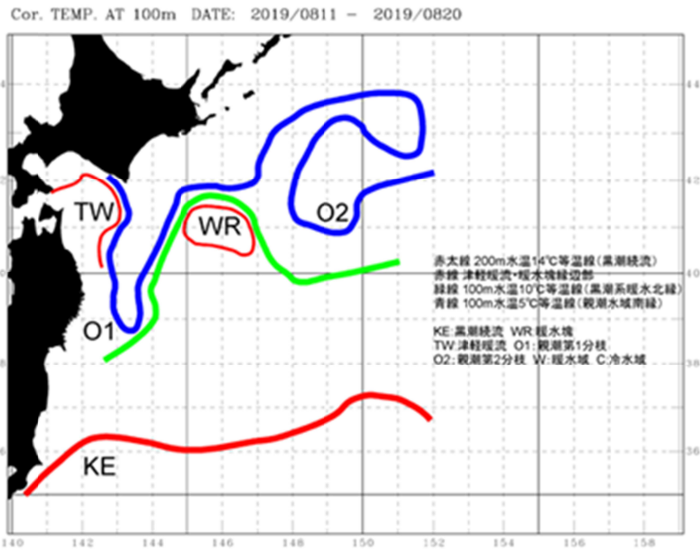 Cor. TEMP. AT 100m DATE: 2019/0811 – 2019/0820
44
42
TW
WR
O2
赤太線 200m水温14℃等温線(黒潮続流)
赤線 津軽暖流・暖水塊縁辺部
緑線 100m水温10℃等温線(黒潮系暖水北縁)
青線 100m水温5℃等温線(親潮水域南縁)
O1
KE:黒潮続流 WR:暖水塊
TW:津軽暖流 O1:親潮第1分枝
O2:親潮第2分枝 W:暖水域 C:冷水域
38
36
KE
140 142 144 146 148 150 152 154 156 158